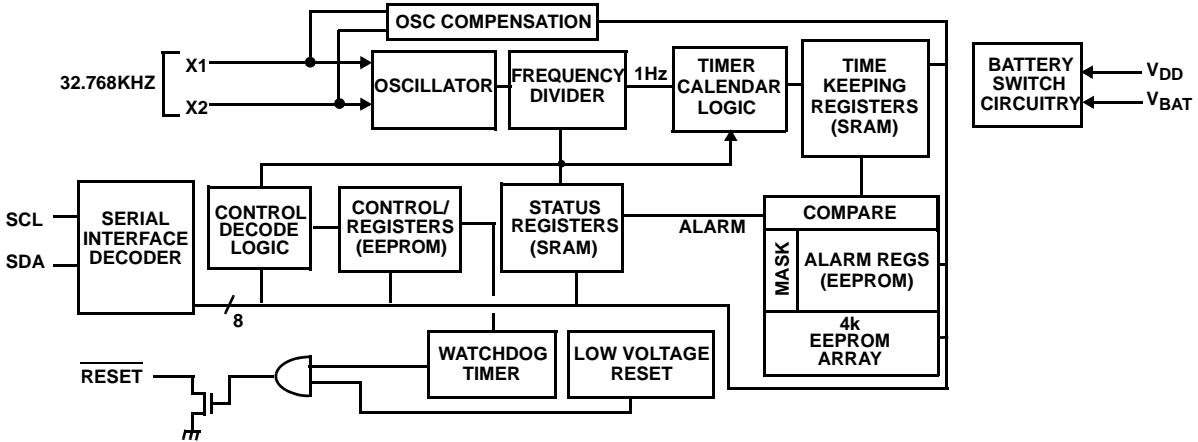 OSC COMPENSATION
32.768KHZ
X1
X2
OSCILLATOR
FREQUENCY
DIVIDER
1Hz
TIMER
CALENDAR
LOGIC
TIME
KEEPING
REGISTERS
(SRAM)
BATTERY
SWITCH
CIRCUITRY
VDD
VBAT
SCL
SDA
SERIAL
INTERFACE
DECODER
CONTROL
DECODE
LOGIC
CONTROL/
REGISTERS
(EEPROM)
STATUS
REGISTERS
(SRAM)
ALARM
COMPARE
MASK
ALARM REGS
(EEPROM)
4k
EEPROM
ARRAY
8
RESET
WATCHDOG
TIMER
LOW VOLTAGE
RESET